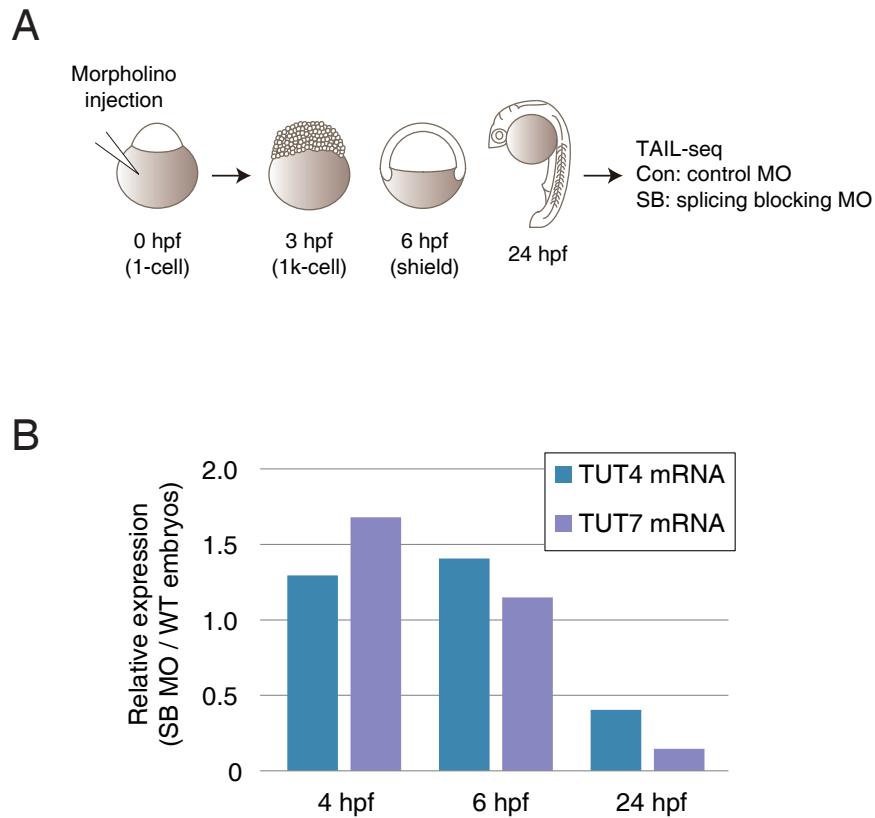 A
Morpholino
injection
0 hpf
(1-cell)
3 hpf
(1k-cell)
6 hpf
(shield)
24 hpf
TAIL-seq
Con: control MO
SB: splicing blocking MO
B
Relative expression
(SB MO / WT embryos)
2.0
1.5
1.0
0.5
0
TUT4 mRNA
TUT7 mRNA
4 hpf
6 hpf
24 hpf